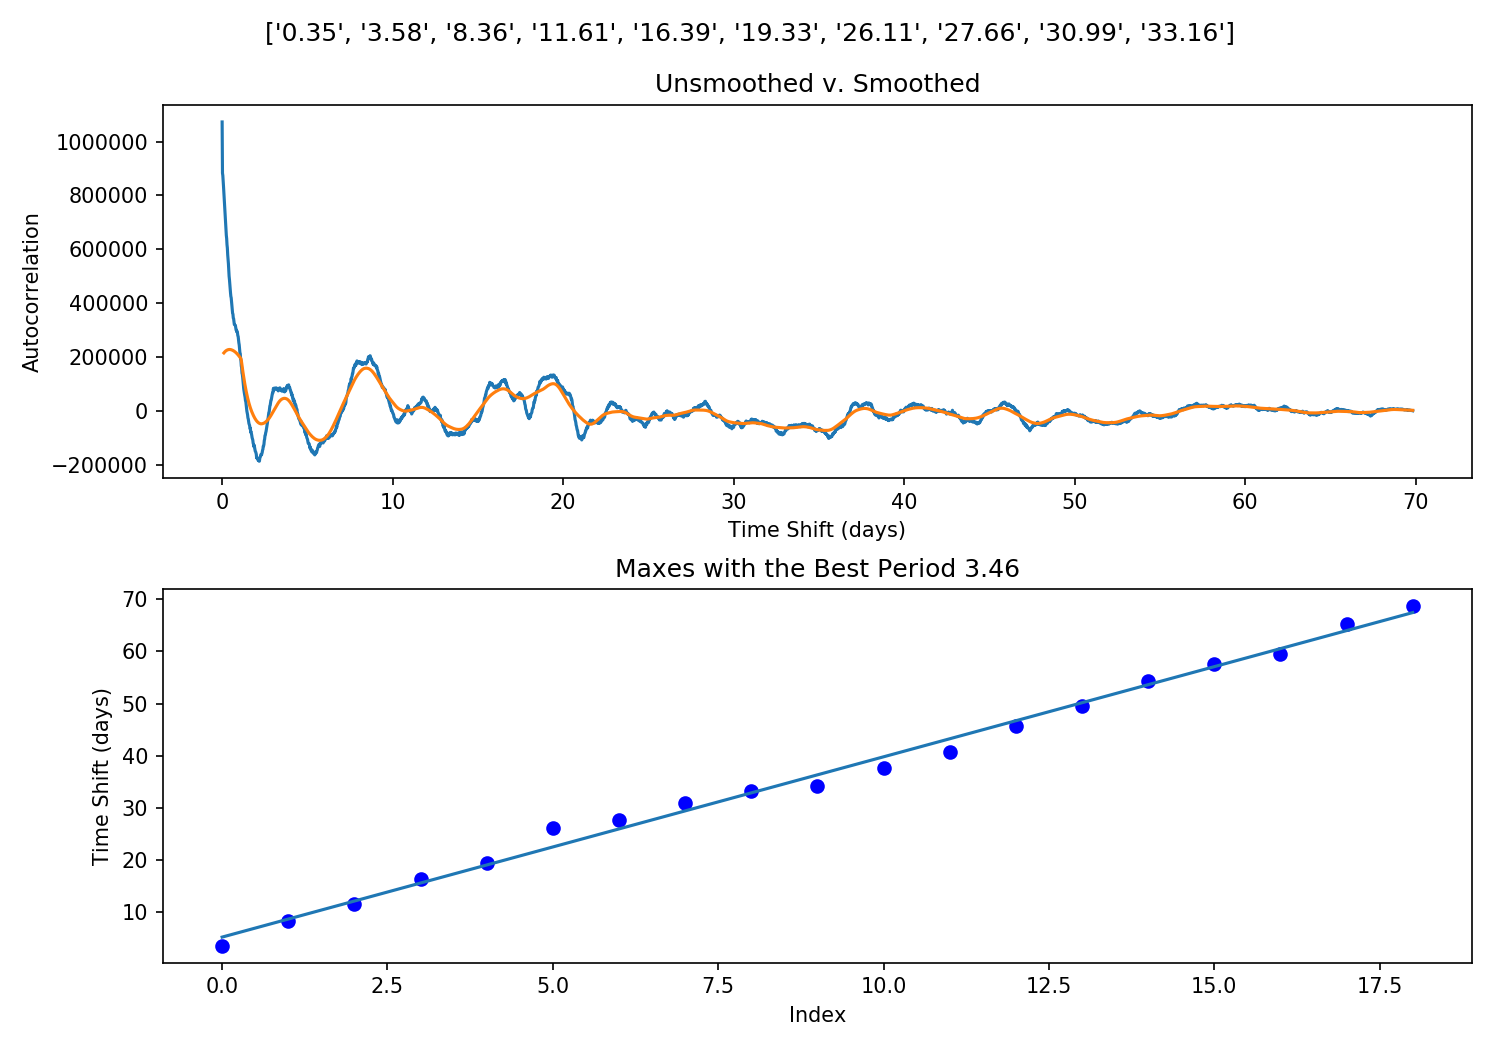 ['0.35', '3.58', '8.36', '11.61', '16.39', '19.33', '26.11', '27.66', '30.99', '33.16']
Unsmoothed v. Smoothed
Autocorrelation
1000000
800000
600000
400000
200000
0
−200000
0 10 20 30 40 50 60 70
Time Shift (days)
Maxes with the Best Period 3.46
Time Shift (days)
70
60
50
40
30
20
10
0.0 2.5 5.0 7.5 10.0 12.5 15.0 17.5
Index